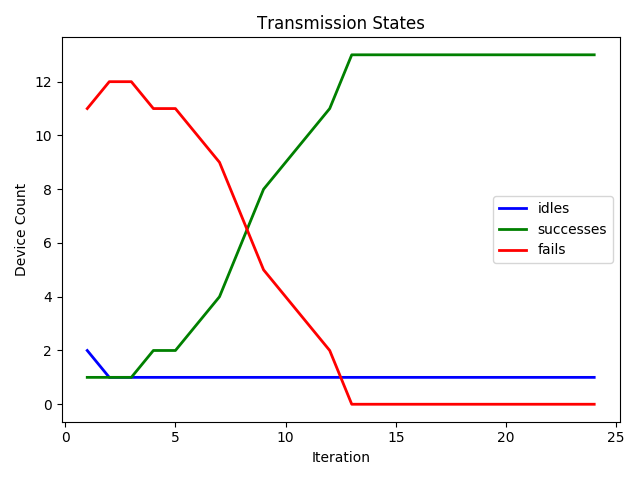 Transmission States
Device Count
12
10
8
6
4
2
0
idles
successes
fails
0 5 10 15 20 25
Iteration